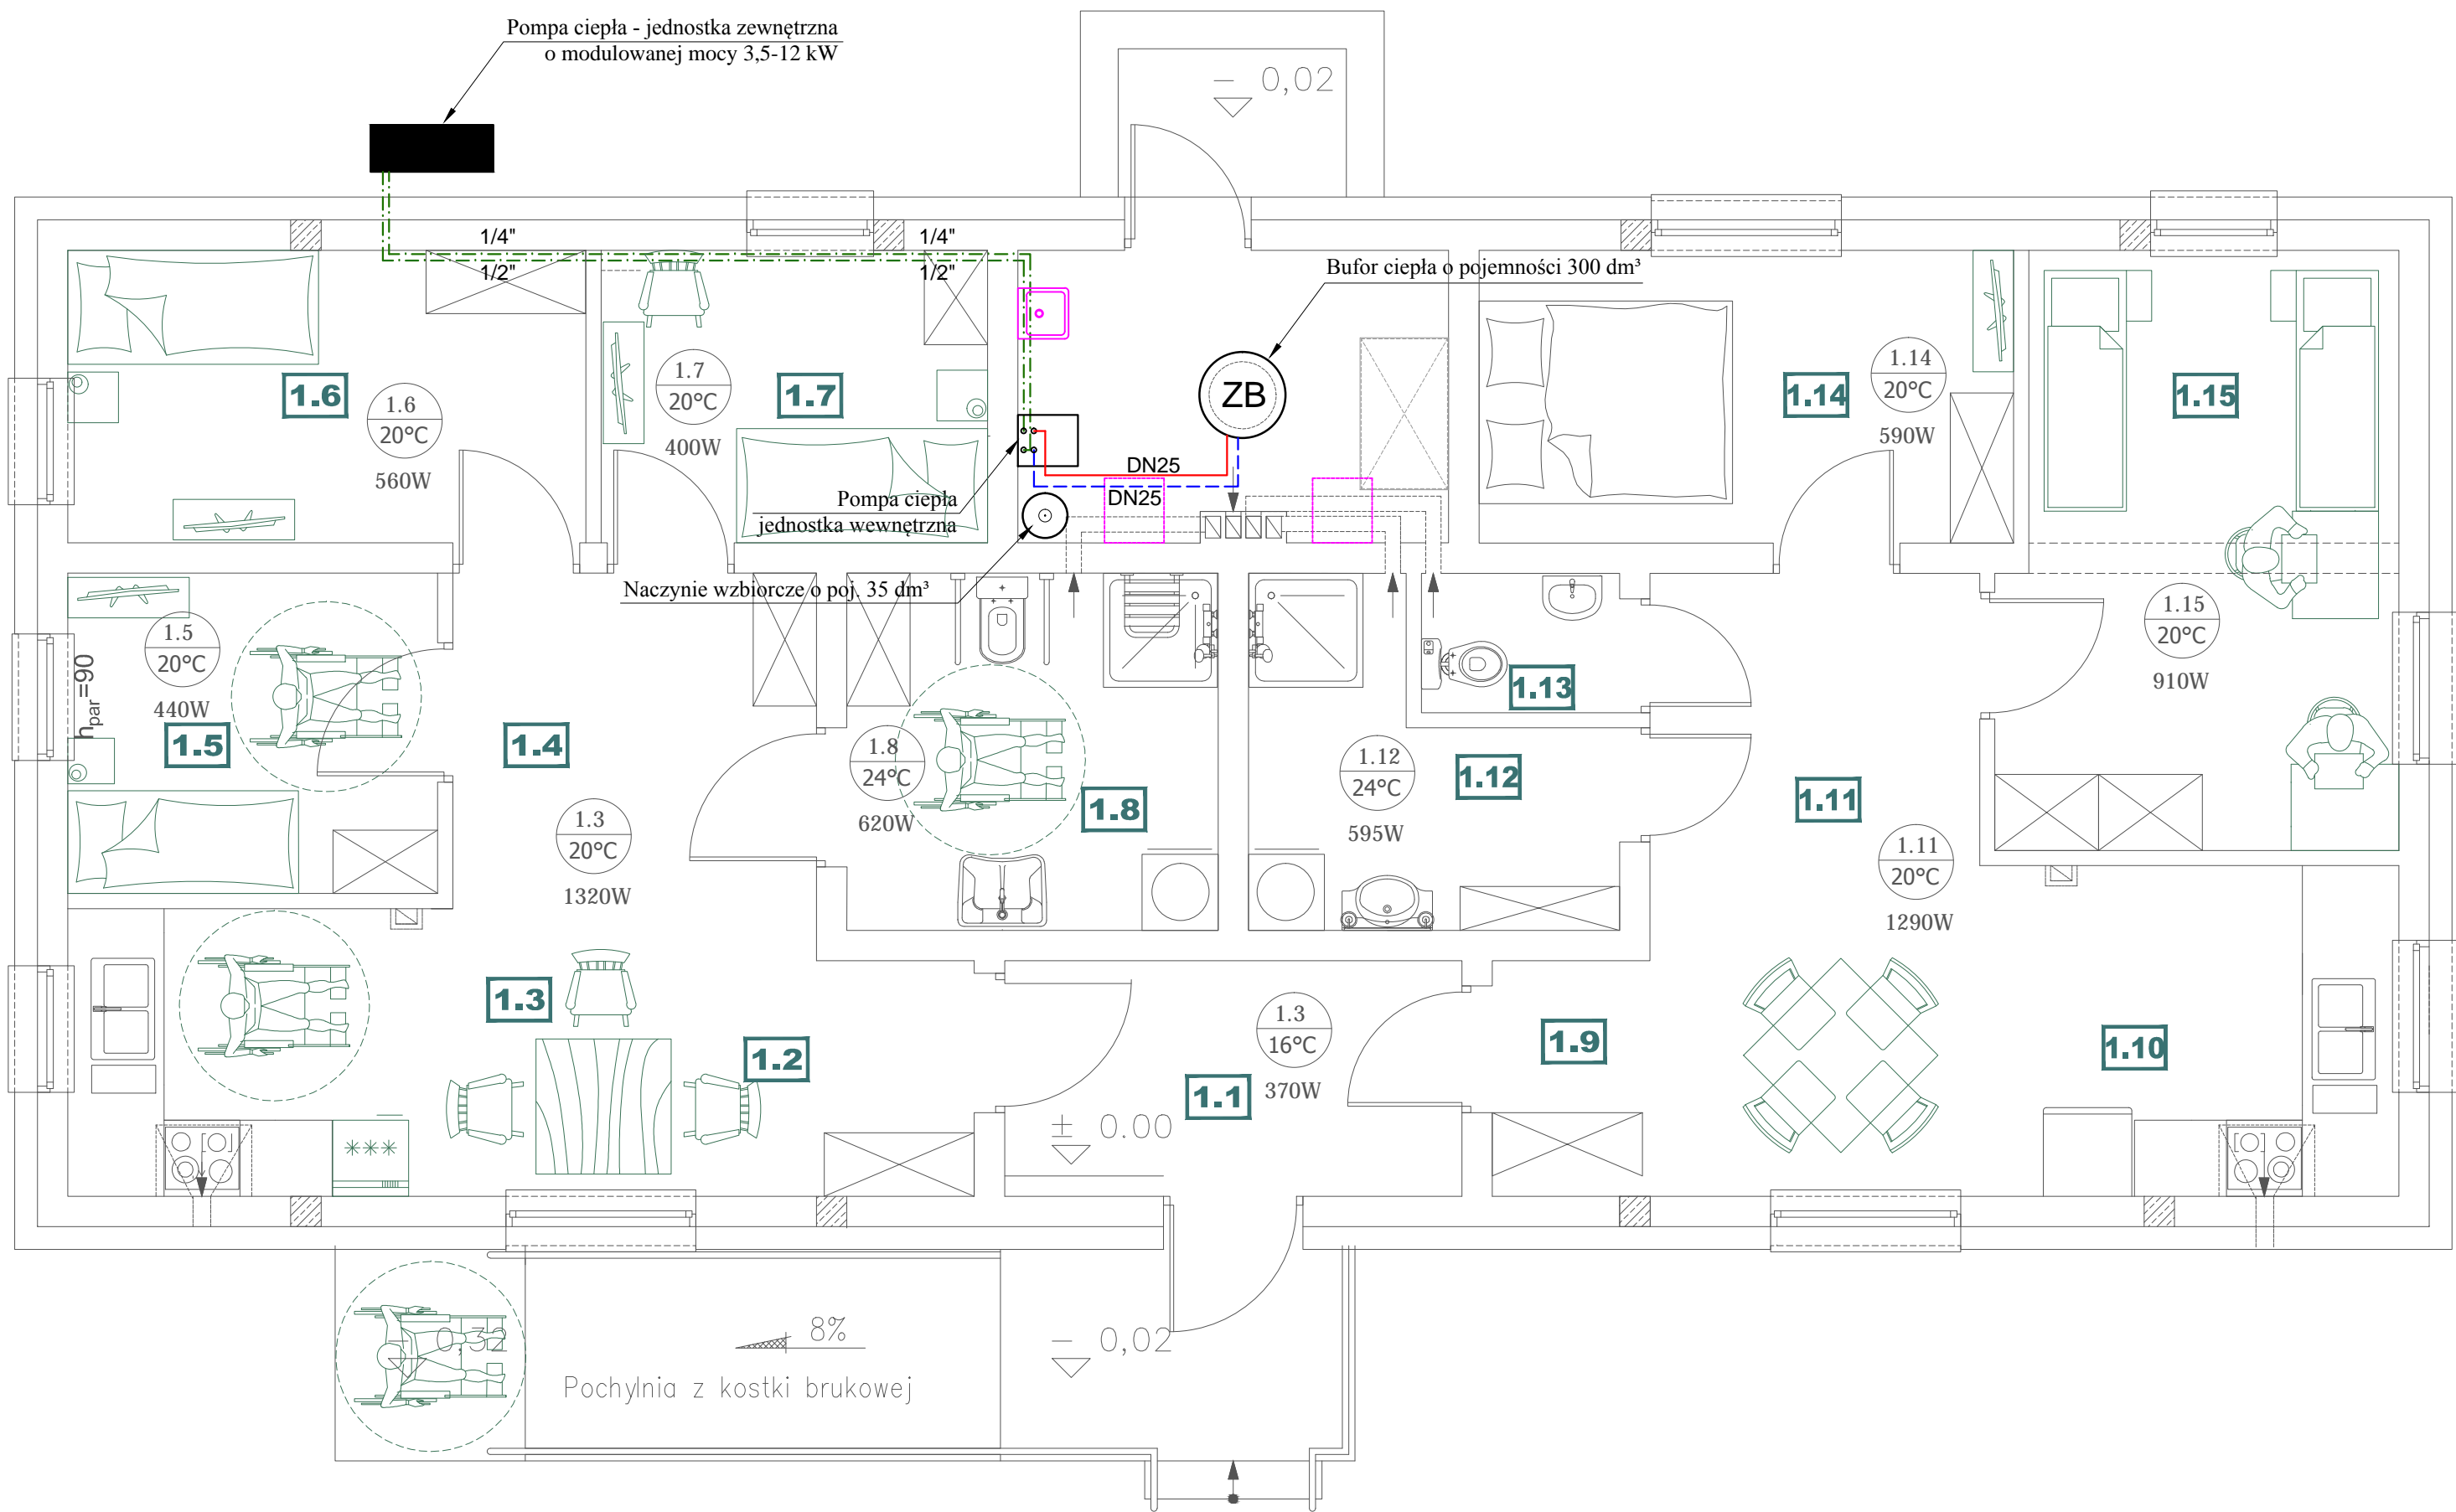 Pompa ciepła - jednostka zewnętrzna
o modulowanej mocy 3,5-12 kW
− 0,02
1/4"
1/2"
1/4"
1/2"
Bufor ciepła o pojemności 300 dm³
1.6
1.6
20°C
560W
1.7
20°C
400W
1.7
ZB
1.14
1.14
20°C
590W
1.15
DN25
DN25
Pompa ciepła
jednostka wewnętrzna
Naczynie wzbiorcze o poj. 35 dm³
1.5
20°C
440W
hpar=90
1.5
1.4
1.3
20°C
1320W
1.8
24°C
620W
1.8
1.12
24°C
595W
1.12
1.13
1.15
20°C
910W
1.11
1.11
20°C
1290W
1.3
1.2
1.3
16°C
370W
1.1
1.9
1.10
± 0.00
− 0,32
8%
Pochylnia z kostki brukowej
− 0,02